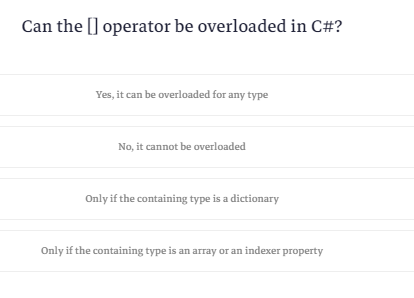 Can the [] operator be overloaded in C#?
Yes, it can be overloaded for any type
No, it cannot be overloaded
Only if the containing type is a dictionary
Only if the containing type is an array or an indexer property